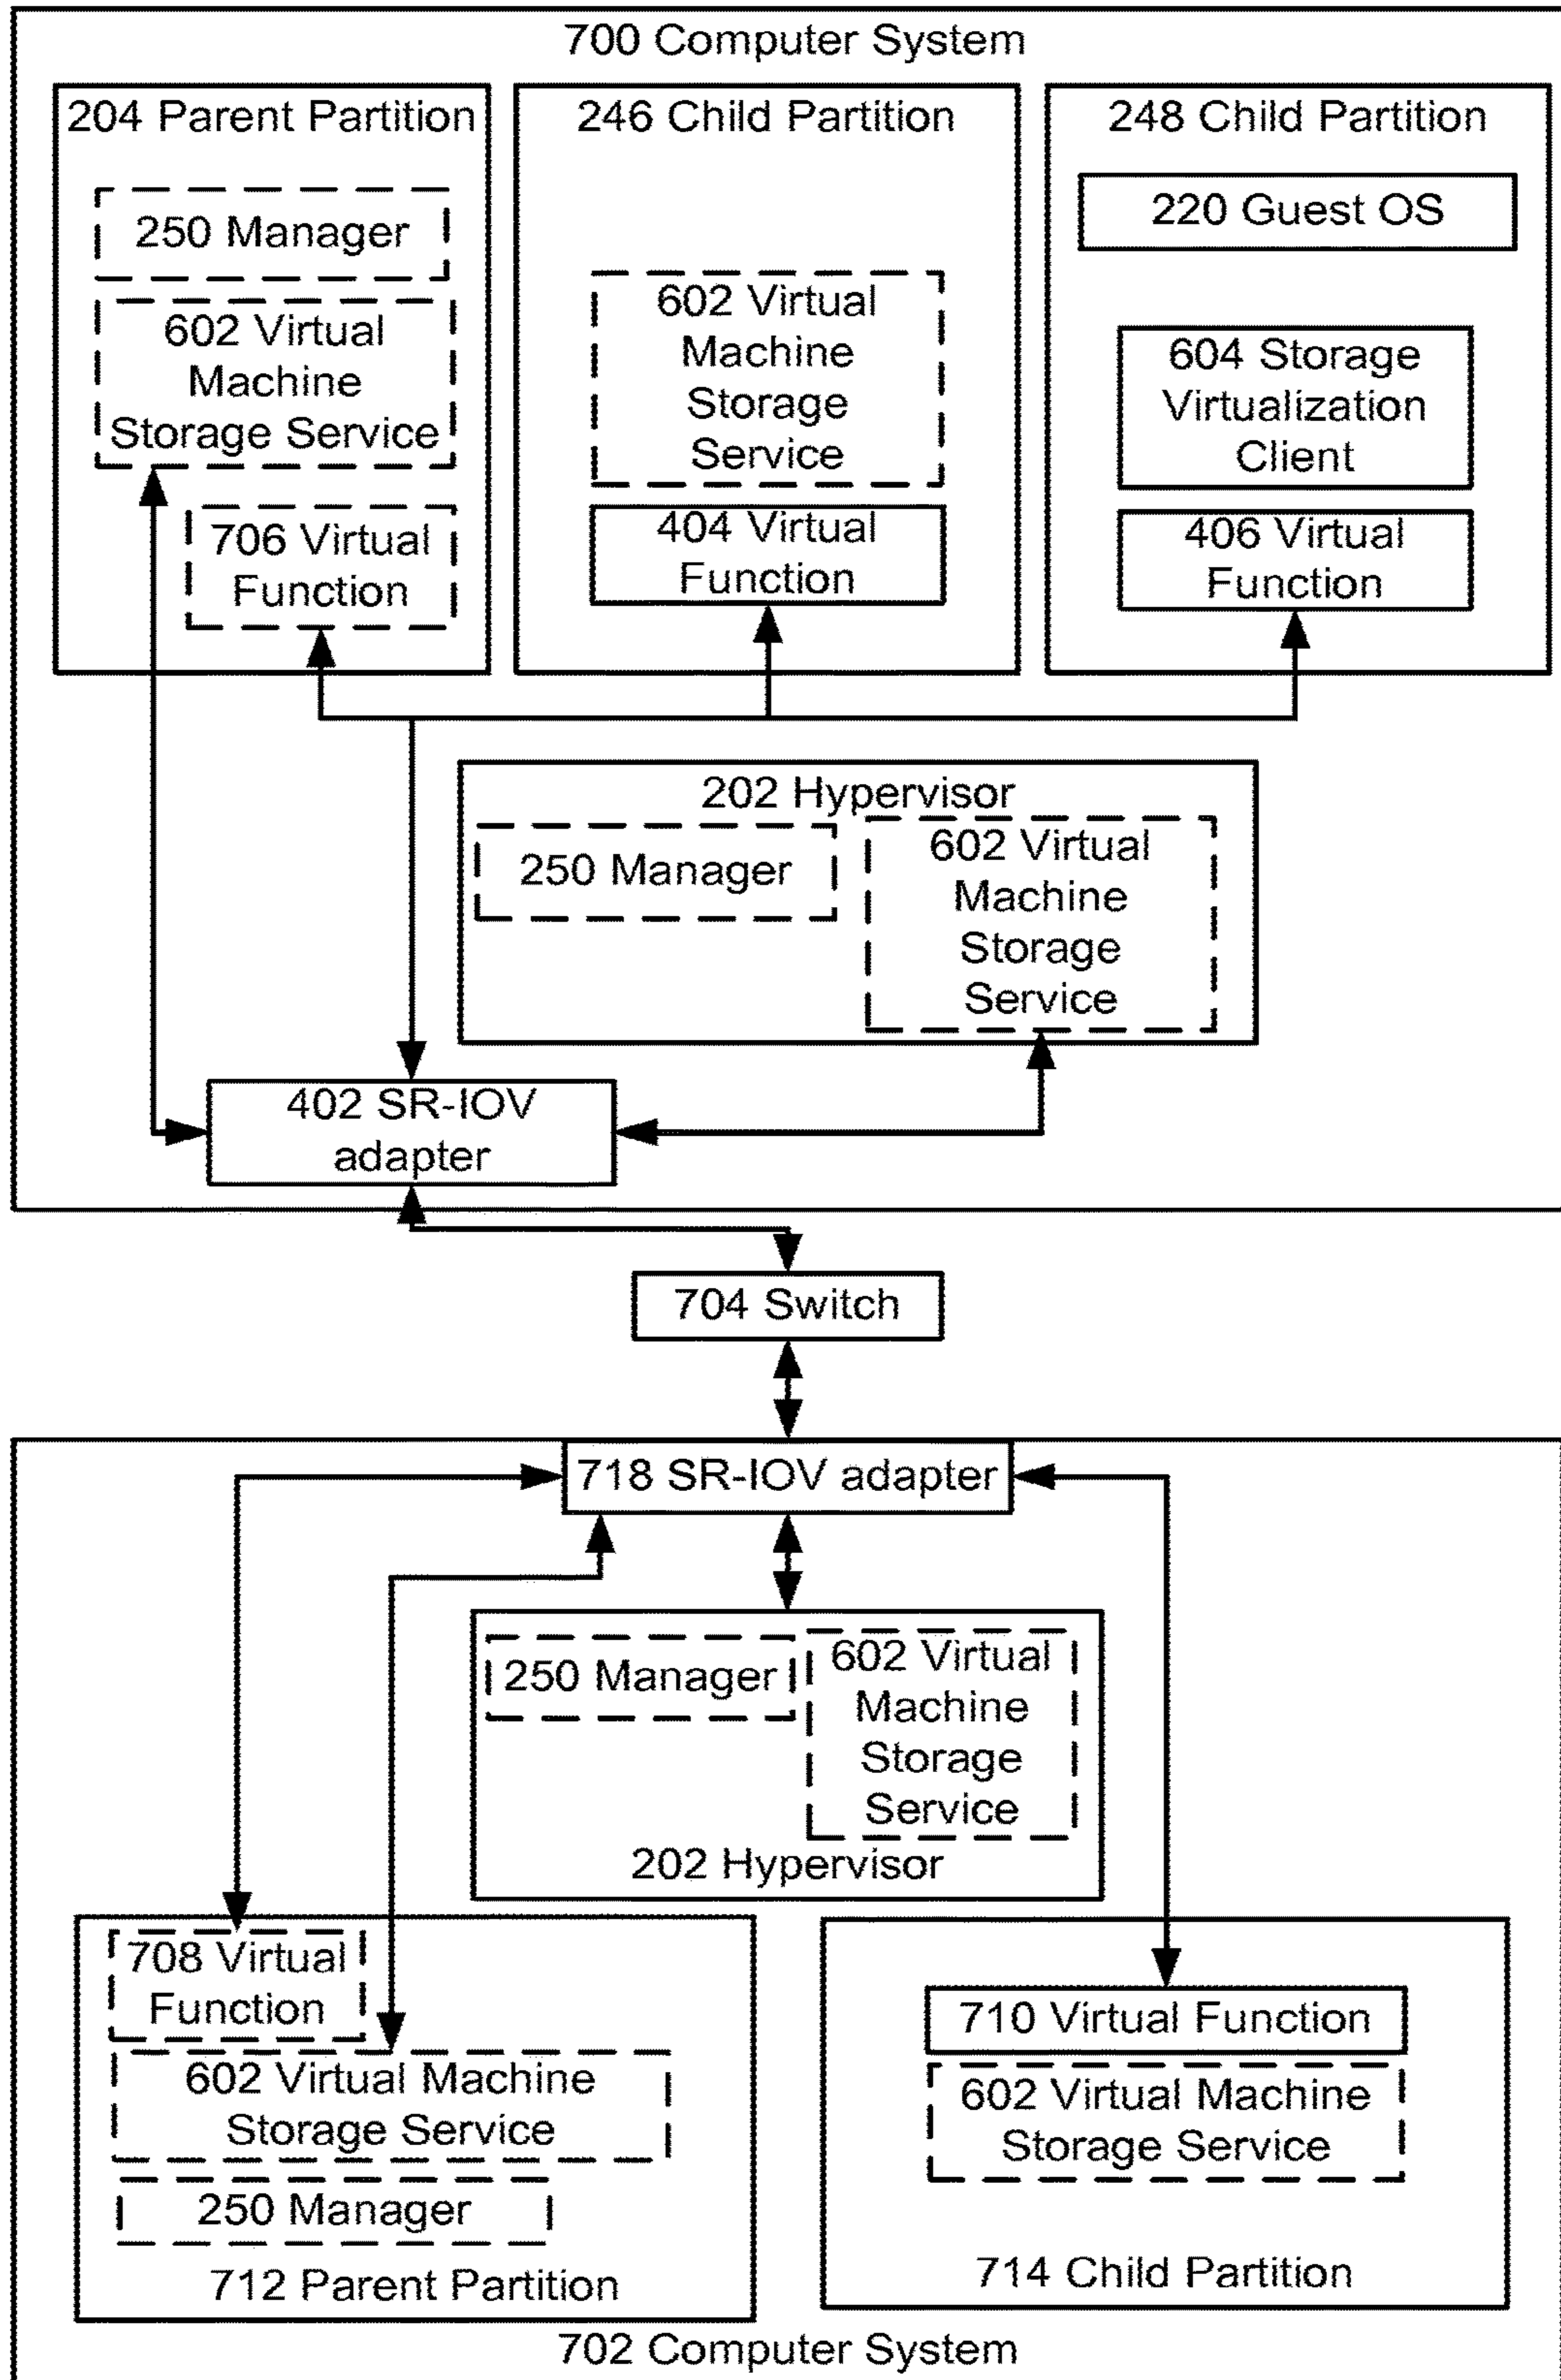 700 Computer System
204 Parent Partition
250 Manager
602 Virtual
Machine
Storage Service
706 Virtual
Function
246 Child Partition
602 Virtual
Machine
Storage
Service
404 Virtual
Function
248 Child Partition
220 Guest OS
604 Storage
Virtualization
Client
406 Virtual
Function
202 Hypervisor
250 Manager
602 Virtual
Machine
Storage
Service
402 SR-IOV
adapter
704 Switch
718 SR-IOV adapter
250 Manager
602 Virtual
Machine
Storage
Service
202 Hypervisor
708 Virtual
Function
602 Virtual Machine
Storage Service
250 Manager
712 Parent Partition
710 Virtual Function
602 Virtual Machine
Storage Service
714 Child Partition
702 Computer System